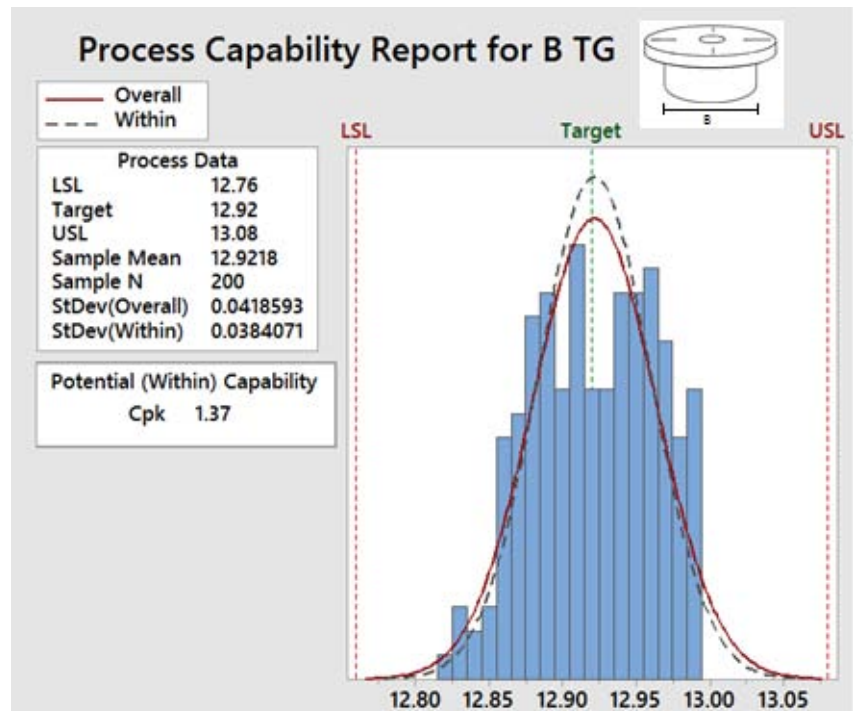 Process Capability Report for B TG
B
Overall
Within
LSL
Target
USL
Process Data
LSL 12.76
Target 12.92
USL 13.08
Sample Mean 12.9218
Sample N 200
StDev(Overall) 0.0418593
StDev(Within) 0.0384071
Potential (Within) Capability
Cpk 1.37
12.80 12.85 12.90 12.95 13.00 13.05